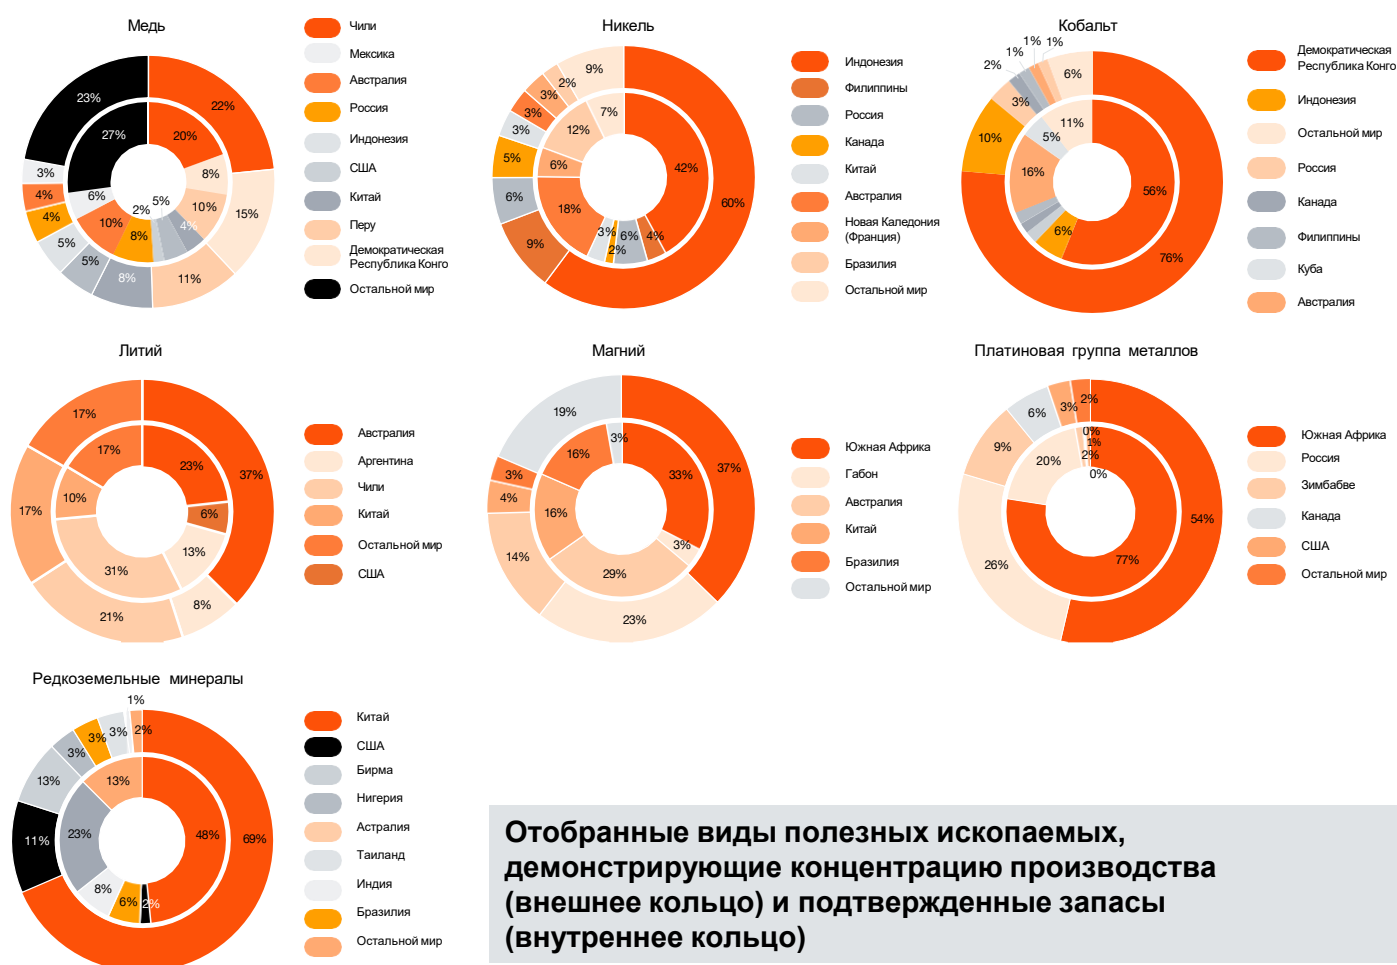 Медь
23%
22%
27%
20%
8%
10%
4%
5%
2%
8%
10%
6%
3%
4%
4%
5%
5%
8%
11%
15%
Чили
Мексика
Австралия
Россия
Индонезия
США
Китай
Перу
Демократическая
Республика Конго
Остальной мир
Никель
9%
2%
3%
3%
3%
5%
6%
9%
60%
7%
12%
6%
18%
3%
2%
6%
4%
42%
Индонезия
Филиппины
Россия
Канада
Китай
Австралия
Новая Каледония
(Франция)
Бразилия
Остальной мир
Кобальт
1%
1%
1%
2%
3%
6%
10%
76%
11%
5%
16%
6%
56%
Демократическая
Республика Конго
Индонезия
Остальной мир
Россия
Канада
Филиппины
Куба
Австралия
Литий
17%
37%
17%
21%
8%
17%
23%
10%
6%
13%
31%
Австралия
Аргентина
Чили
Китай
Остальной мир
США
Магний
19%
37%
3%
4%
14%
23%
3%
16%
33%
16%
29%
3%
Южная Африка
Габон
Австралия
Китай
Бразилия
Остальной мир
Платиновая группа металлов
2%
3%
6%
9%
26%
54%
0%
1%
2%
0%
20%
77%
Южная Африка
Россия
Зимбабве
Канада
США
Остальной мир
Редкоземельные минералы
1%
2%
3%
3%
3%
13%
11%
69%
13%
23%
48%
8%
6%
2%
Китай
США
Бирма
Нигерия
Астралия
Таиланд
Индия
Бразилия
Остальной мир
Отобранные виды полезных ископаемых,
демонстрирующие концентрацию производства
(внешнее кольцо) и подтвержденные запасы
(внутреннее кольцо)